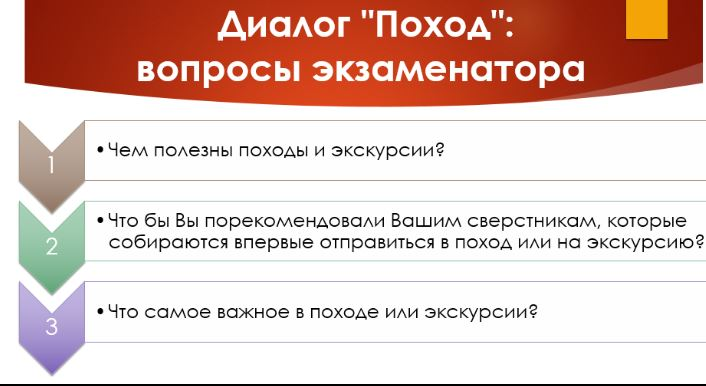 Диалог "Поход":
вопросы экзаменатора
1
•Чем полезны походы и экскурсии?
2
•Что бы Вы порекомендовали Вашим сверстникам, которые
собираются впервые отправиться в поход или на экскурсию?
3
•Что самое важное в походе или экскурсии?